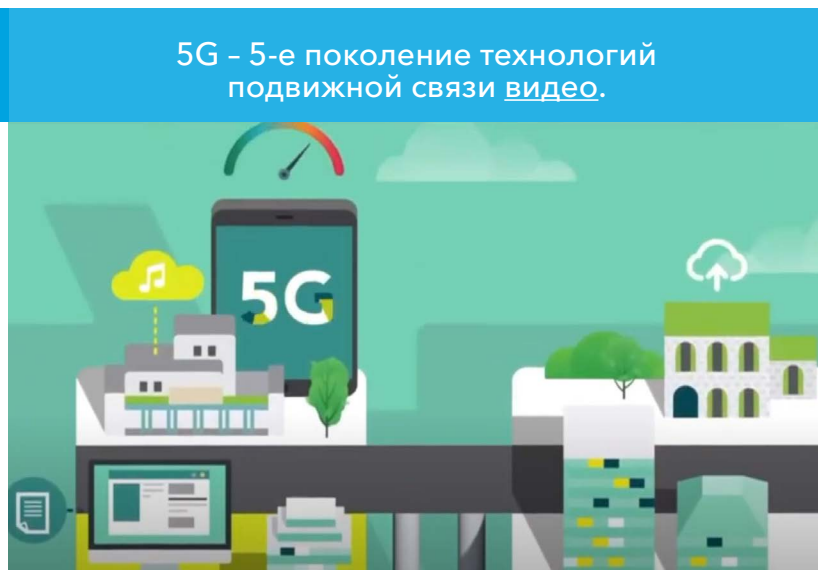 5G – 5-е поколение технологий
подвижной связи видео.
5G